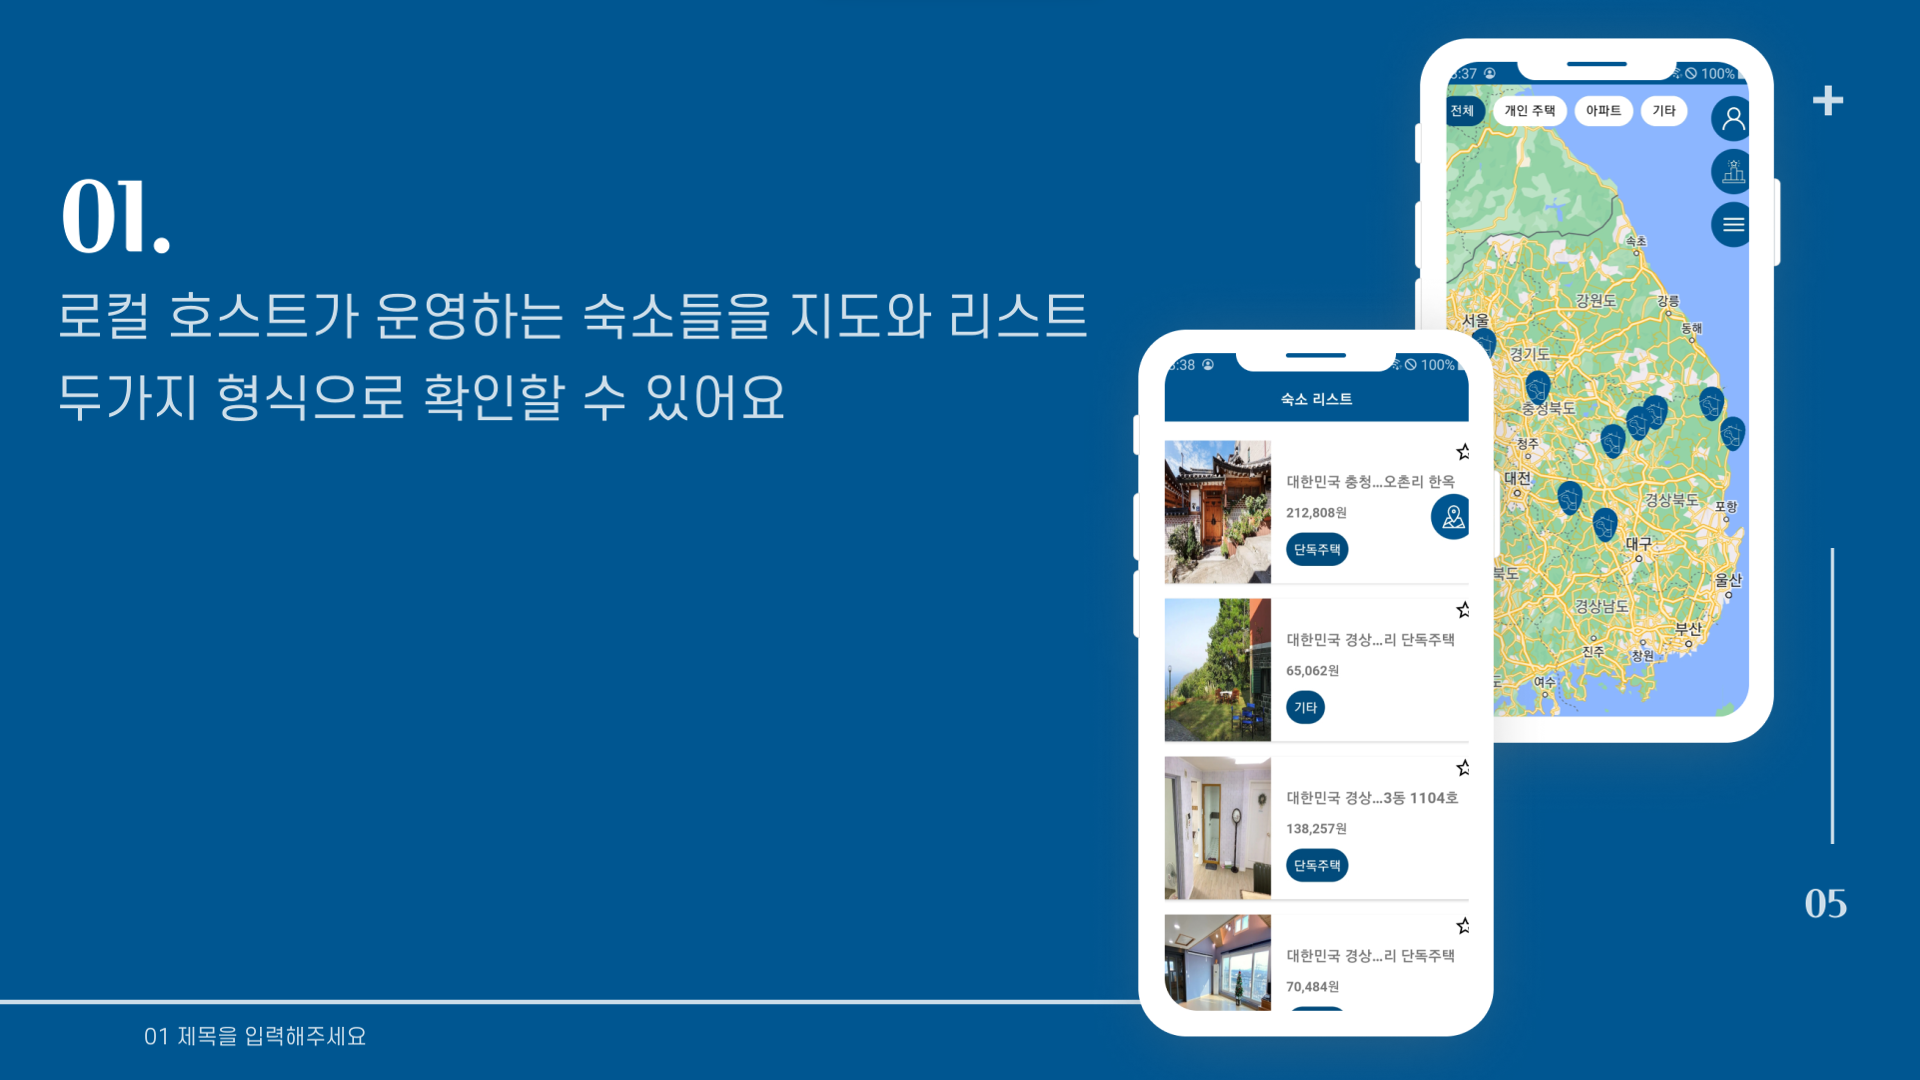 01.
로컬 호스트가 운영하는 숙소들을 지도와 리스트
두가지 형식으로 확인할 수 있어요
:37 100%
전체 개인 주택 아파트 기타
속초
강원도 강릉
서울 동해
경기도
충청북도
청주
대전
경상북도 포항
대구
북도
울산
경상남도
부산
진주 창원
도 여수
:38 100%
숙소 리스트
대한민국 충청...오촌리 한옥
212,808원
단독주택
대한민국 경상...리 단독주택
65,062원
기타
대한민국 경상...3동 1104호
138,257원
단독주택
대한민국 경상...리 단독주택
70,484원
05
01 제목을 입력해주세요